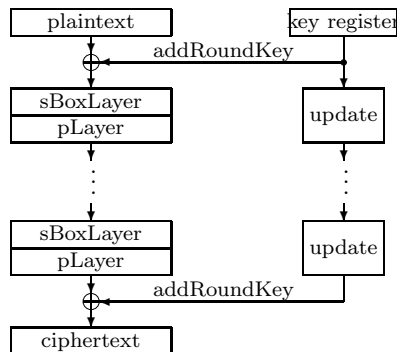 plaintext
key register
addRoundKey
sBoxLayer
pLayer
update
sBoxLayer
pLayer
update
addRoundKey
ciphertext